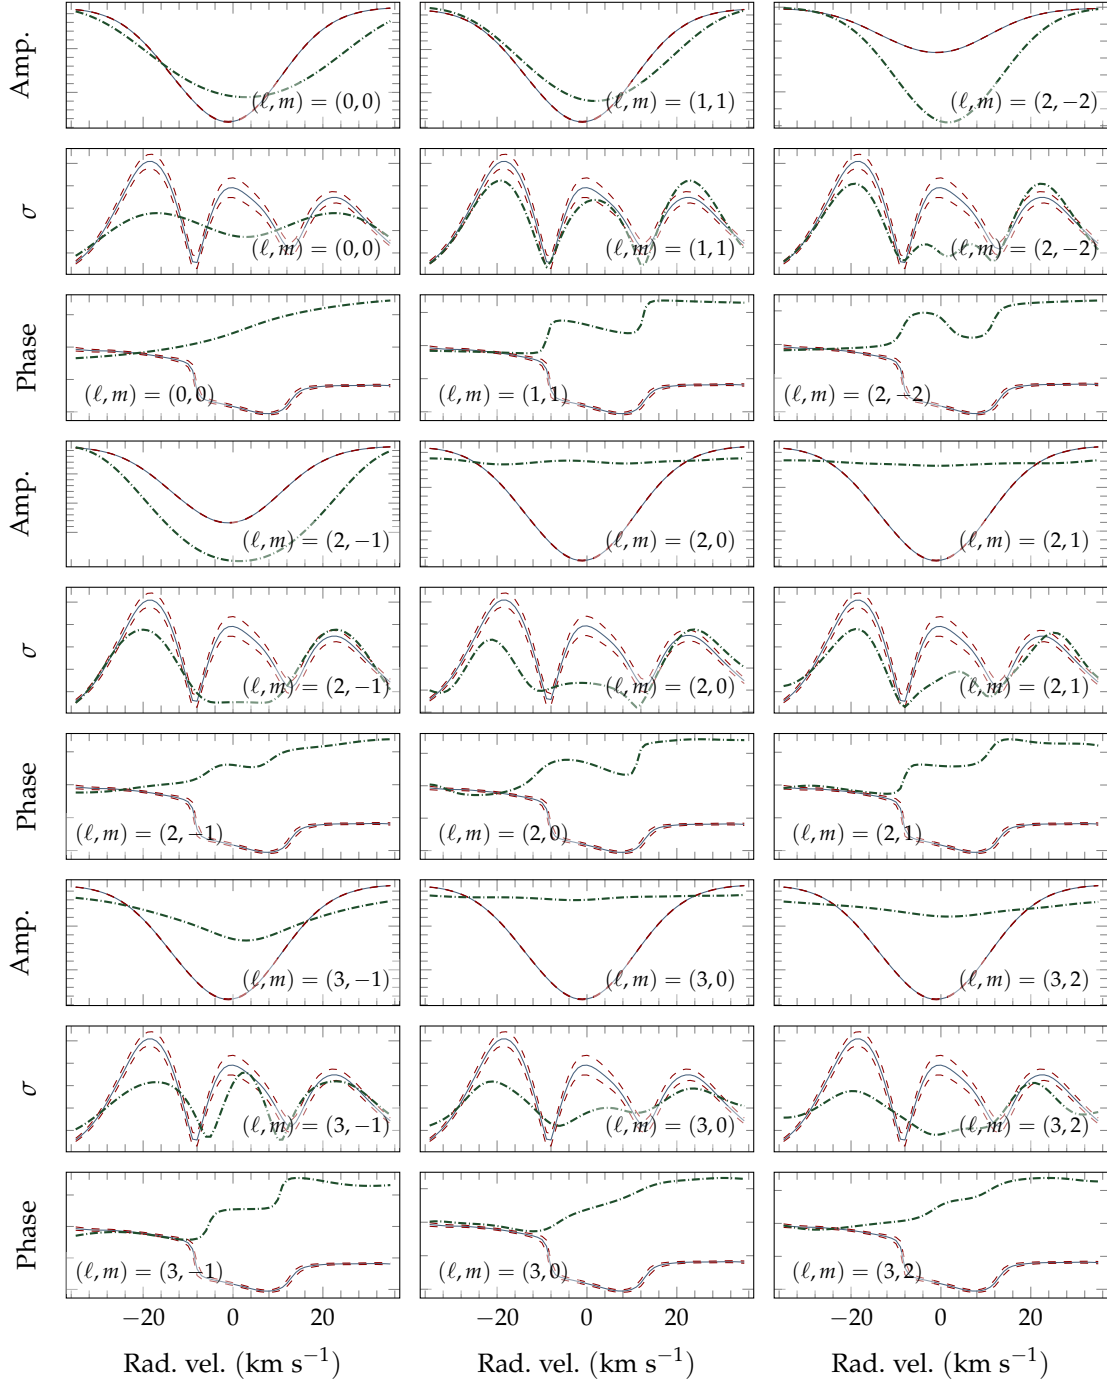 Amp.
(ℓ, m) = (0, 0)
(ℓ, m) = (1, 1)
(ℓ, m) = (2, −2)
σ
(ℓ, m) = (0, 0)
(ℓ, m) = (1, 1)
(ℓ, m) = (2, −2)
Phase
(ℓ, m) = (0, 0)
(ℓ, m) = (1, 1)
(ℓ, m) = (2, −2)
Amp.
(ℓ, m) = (2, −1)
(ℓ, m) = (2, 0)
(ℓ, m) = (2, 1)
σ
(ℓ, m) = (2, −1)
(ℓ, m) = (2, 0)
(ℓ, m) = (2, 1)
Phase
(ℓ, m) = (2, −1)
(ℓ, m) = (2, 0)
(ℓ, m) = (2, 1)
Amp.
(ℓ, m) = (3, −1)
(ℓ, m) = (3, 0)
(ℓ, m) = (3, 2)
σ
(ℓ, m) = (3, −1)
(ℓ, m) = (3, 0)
(ℓ, m) = (3, 2)
Phase
(ℓ, m) = (3, −1)
(ℓ, m) = (3, 0)
(ℓ, m) = (3, 2)
−20 0 20 −20 0 20 −20 0 20
Rad. vel. (km s⁻¹) Rad. vel. (km s⁻¹) Rad. vel. (km s⁻¹)